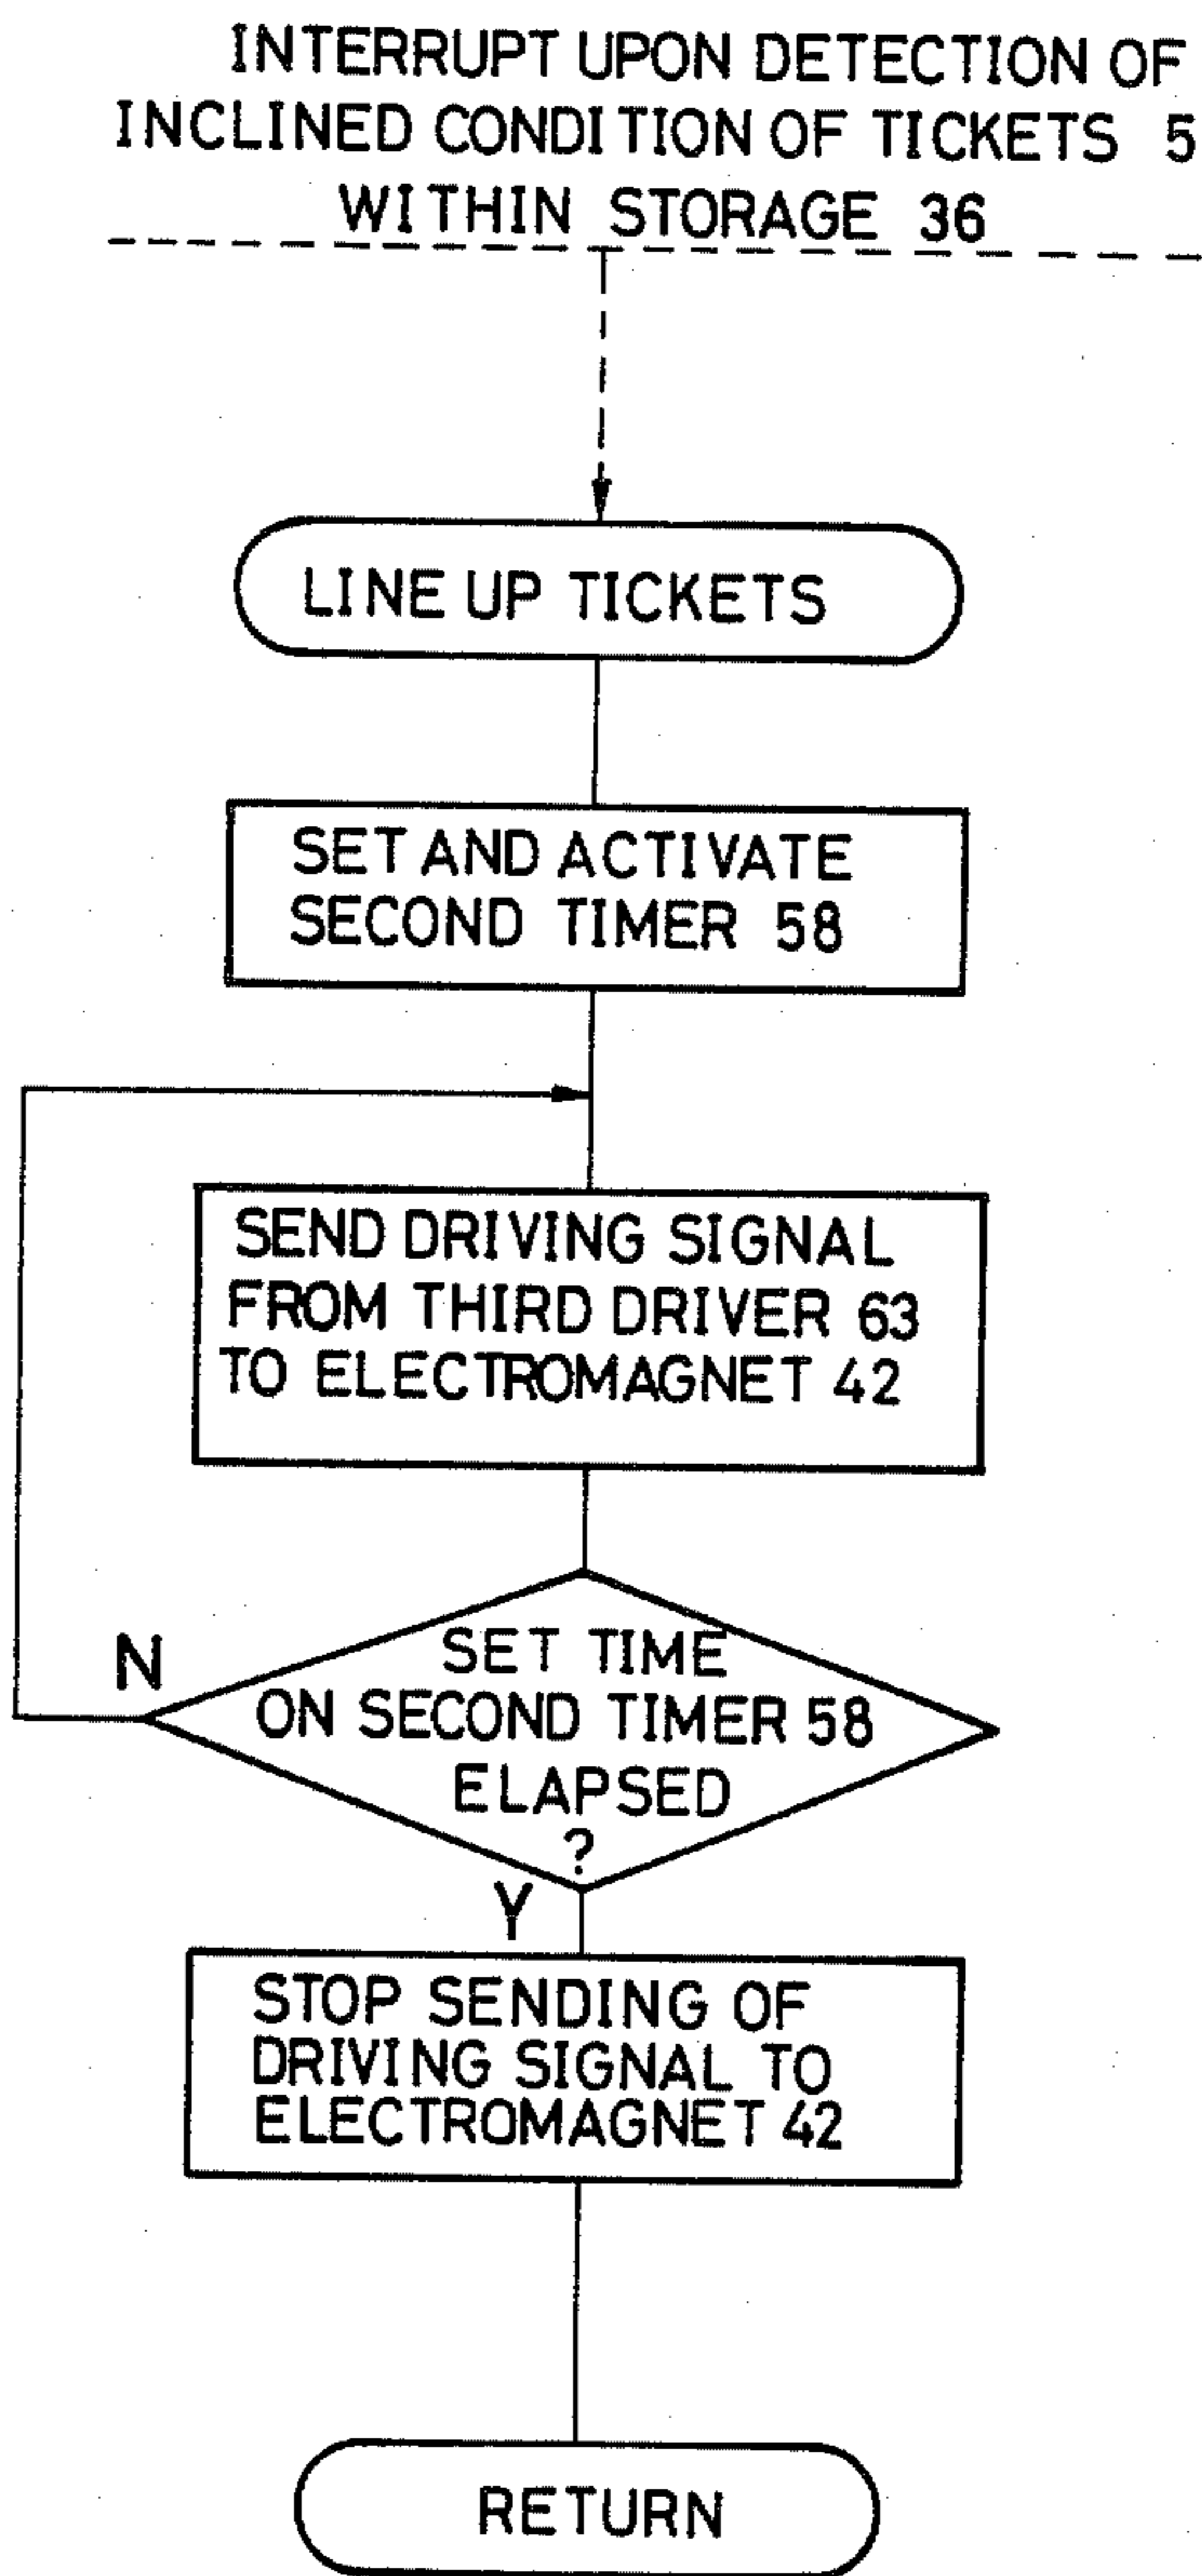 INTERRUPT UPON DETECTION OF
INCLINED CONDITION OF TICKETS 5
WITHIN STORAGE 36
LINE UP TICKETS
SET AND ACTIVATE
SECOND TIMER 58
SEND DRIVING SIGNAL
FROM THIRD DRIVER 63
TO ELECTROMAGNET 42
N
SET TIME
ON SECOND TIMER 58
ELAPSED
?
Y
STOP SENDING OF
DRIVING SIGNAL TO
ELECTROMAGNET 42
RETURN